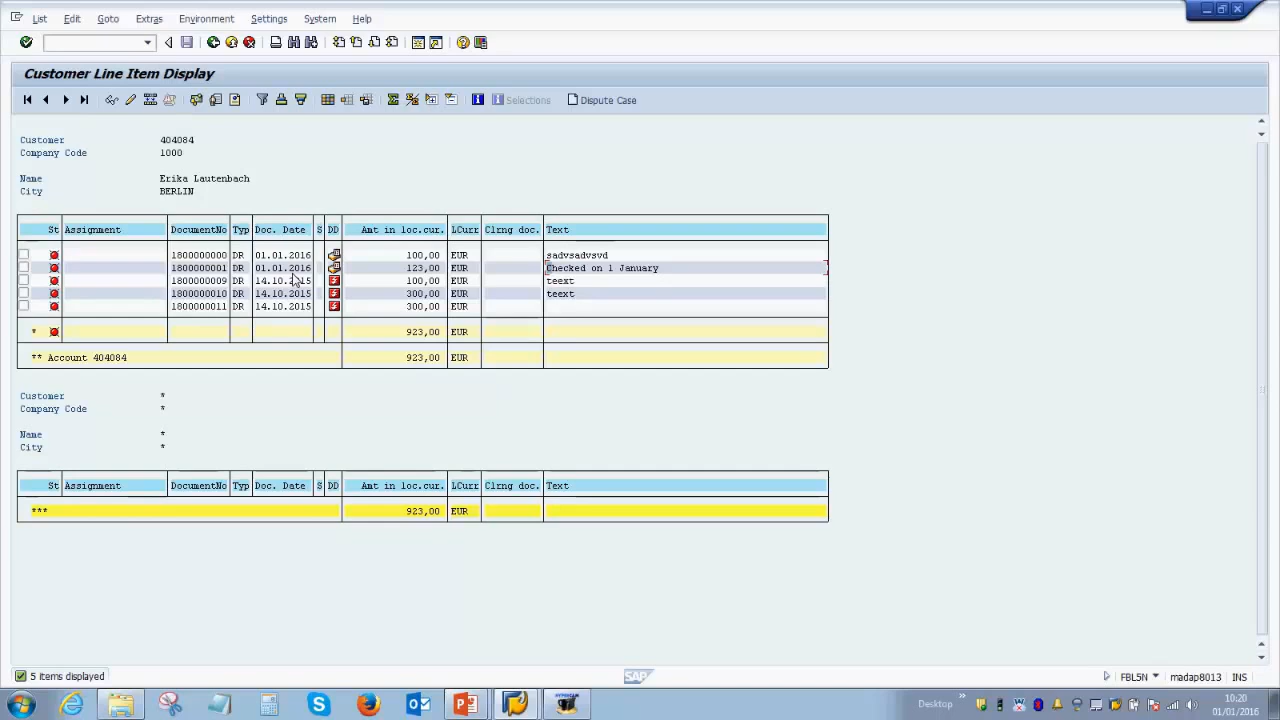 List Edit Goto Extras Environment Settings System Help
Customer Line Item Display
Selections Dispute Case
Customer 404084
Company Code 1000
Name Erika Lautenbach
City BERLIN
St Assignment DocumentNo Typ Doc. Date S DD Amt in loc.cur. LCurr Clrng doc. Text
1800000000 DR 01.01.2016 100,00 EUR sadvsadvsvd
1800000001 DR 01.01.2016 123,00 EUR Checked on 1 January
1800000009 DR 14.10.2015 100,00 EUR teext
1800000010 DR 14.10.2015 300,00 EUR teext
1800000011 DR 14.10.2015 300,00 EUR
* 923,00 EUR
** Account 404084 923,00 EUR
Customer *
Company Code *
Name *
City *
St Assignment DocumentNo Typ Doc. Date S DD Amt in loc.cur. LCurr Clrng doc. Text
*** 923,00 EUR
5 items displayed SAP FBL5N madap8013 INS
Desktop 10:20
01/01/2016